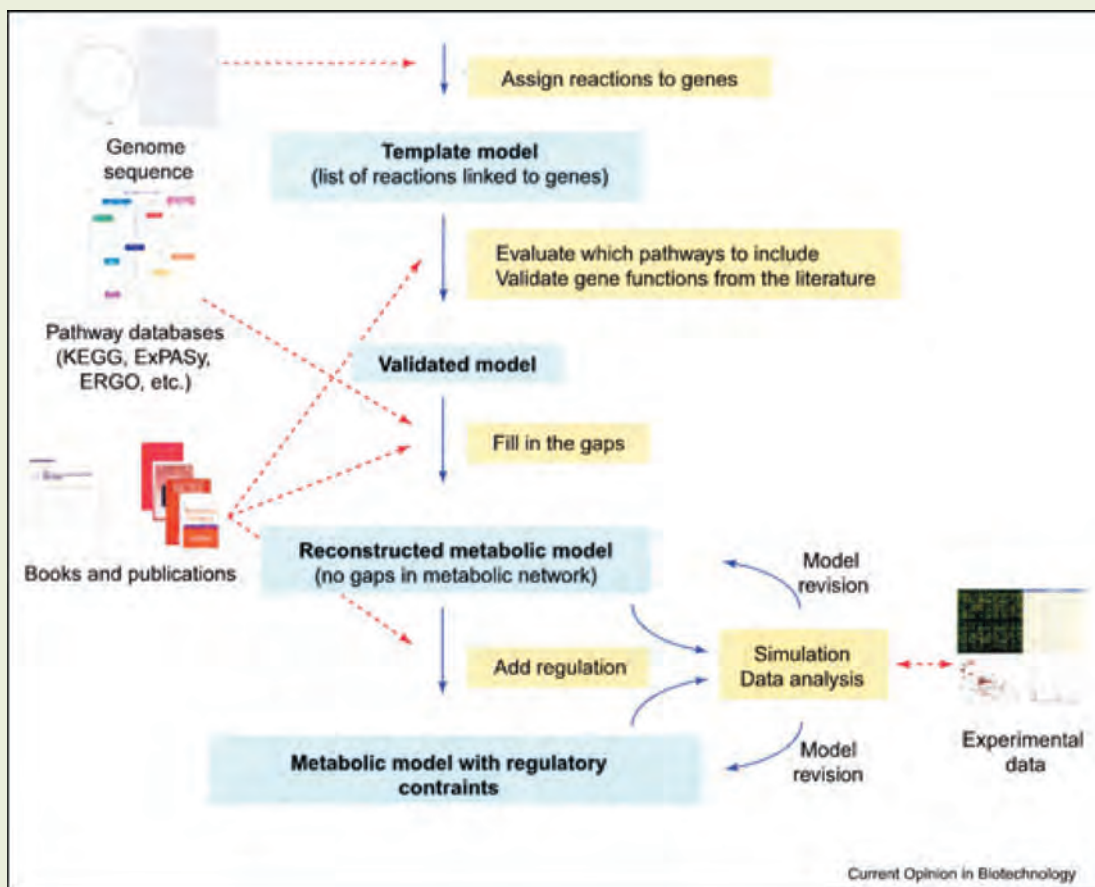 Assign reactions to genes
Genome
sequence
Template model
(list of reactions linked to genes)
Evaluate which pathways to include
Validate gene functions from the literature
Pathway databases
(KEGG, ExPASy,
ERGO, etc.)
Validated model
Fill in the gaps
Books and publications
Reconstructed metabolic model
(no gaps in metabolic network)
Model
revision
Add regulation
Simulation
Data analysis
Experimental
data
Metabolic model with regulatory
contraints
Model
revision
Current Opinion in Biotechnology